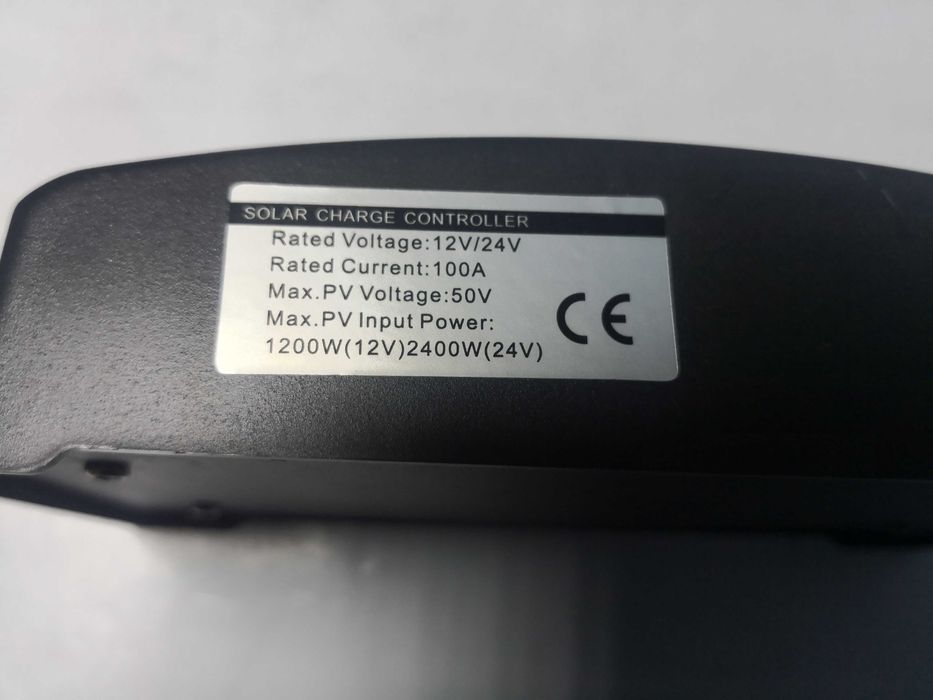 SOLAR CHARGE CONTROLLER
Rated Voltage:12V/24V
Rated Current:100A
Max.PV Voltage:50V
Max.PV Input Power:
1200W(12V)2400W(24V)
CE